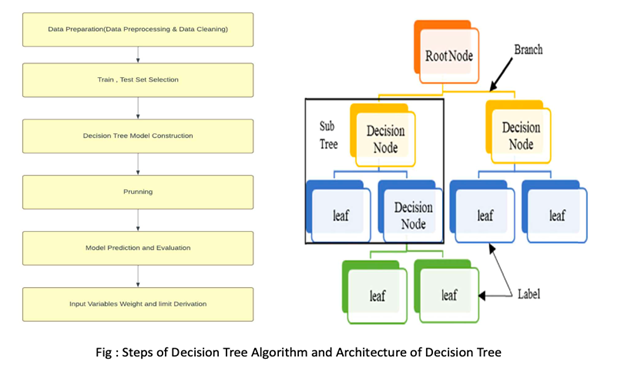 Data Preparation(Data Preprocessing & Data Cleaning)
Train , Test Set Selection
Decision Tree Model Construction
Prunning
Model Prediction and Evaluation
Input Variables Weight and limit Derivation
RootNode
Branch
Sub
Tree
Decision
Node
Decision
Node
leaf
Decision
Node
leaf
leaf
leaf
leaf
Label
Fig : Steps of Decision Tree Algorithm and Architecture of Decision Tree